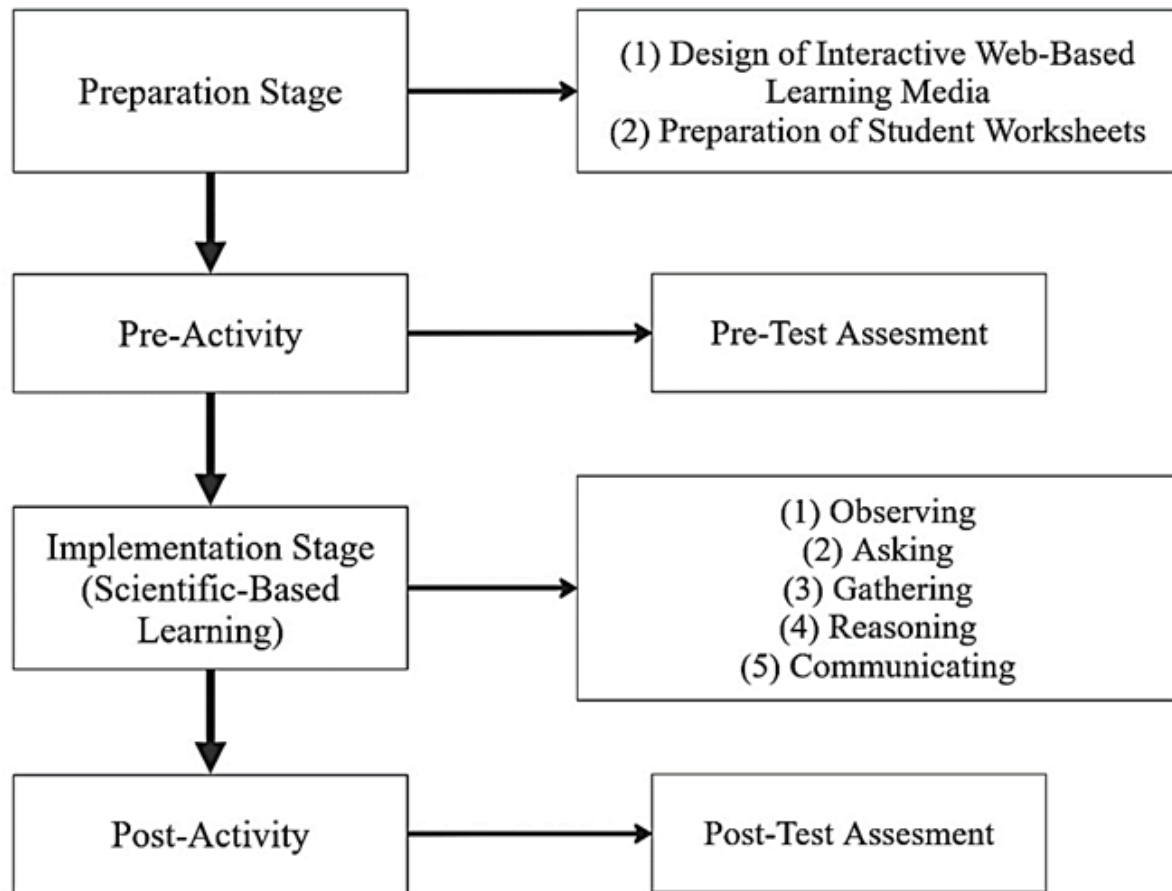 Preparation Stage
(1) Design of Interactive Web-Based
Learning Media
(2) Preparation of Student Worksheets
Pre-Activity
Pre-Test Assesment
Implementation Stage
(Scientific-Based
Learning)
(1) Observing
(2) Asking
(3) Gathering
(4) Reasoning
(5) Communicating
Post-Activity
Post-Test Assesment